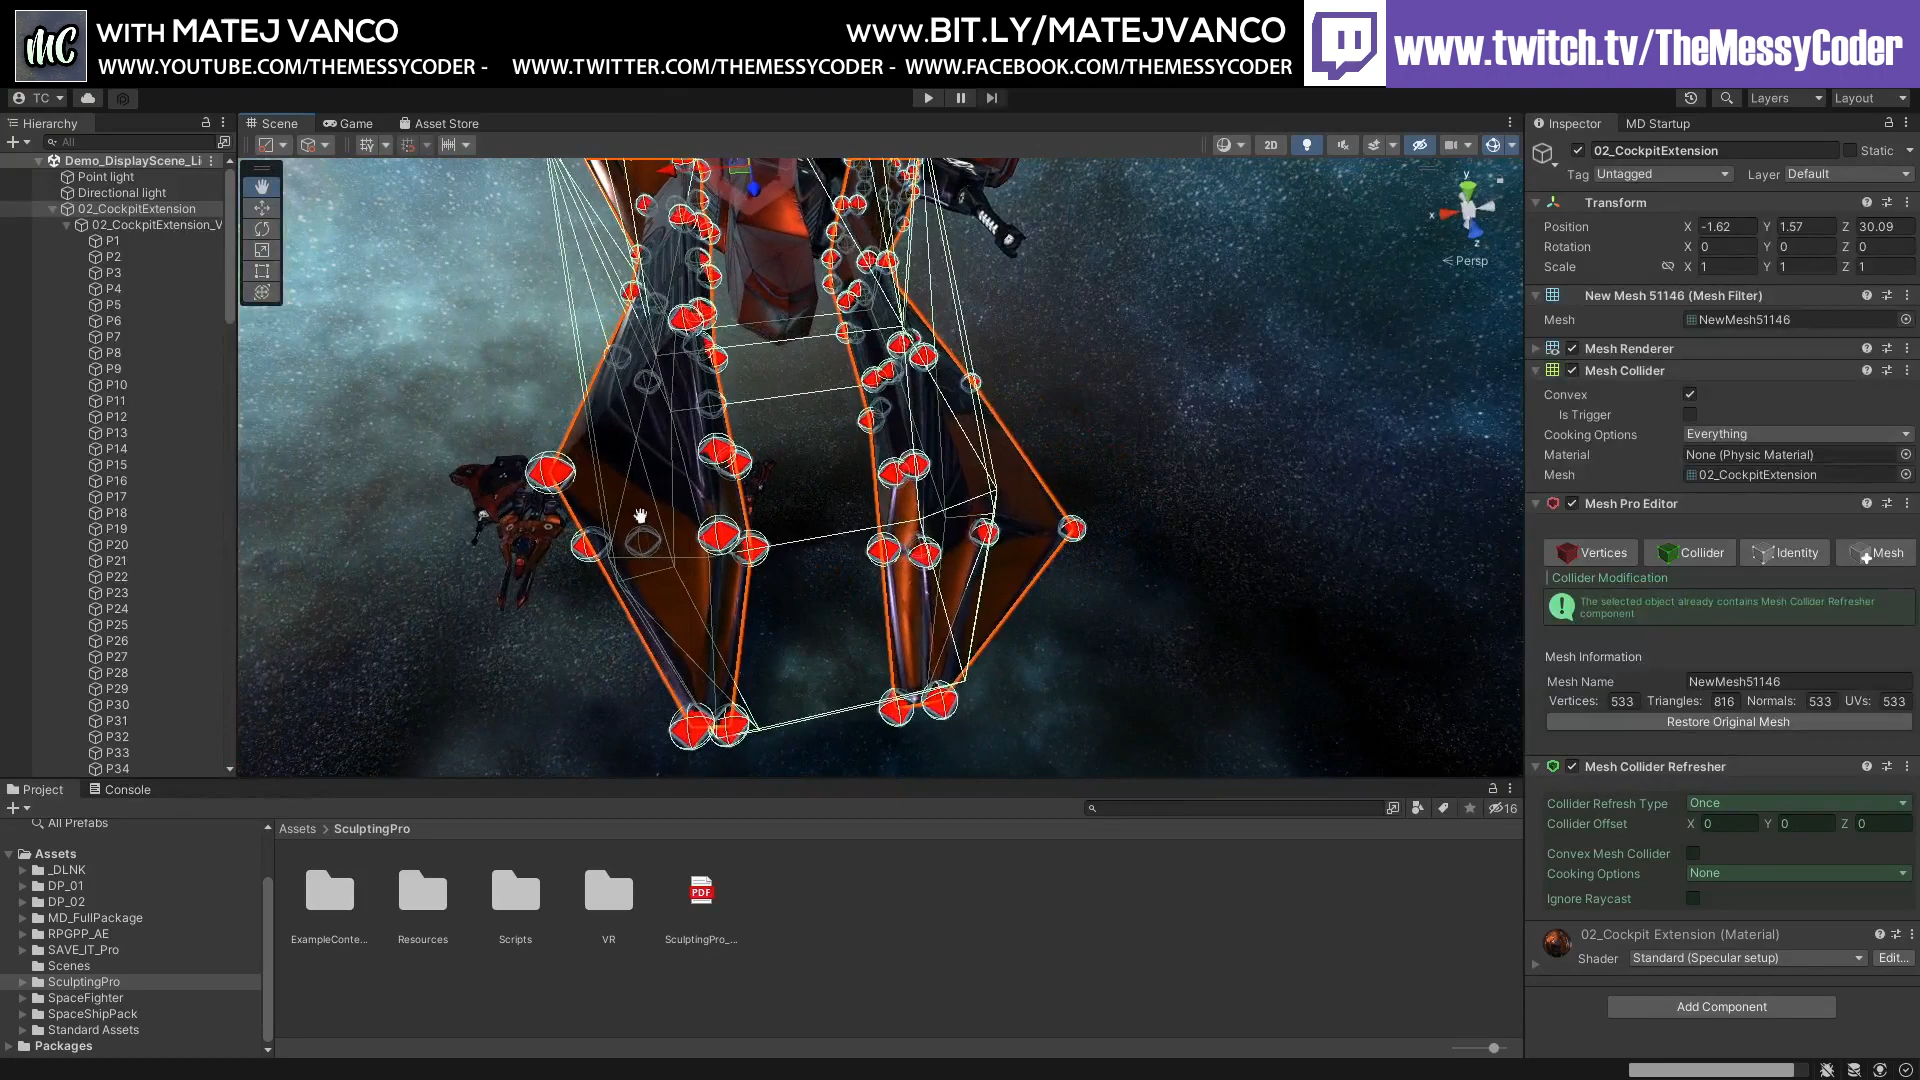 MC
WITH MATEJ VANCO
WWW.BIT.LY/MATEJVANCO
WWW.YOUTUBE.COM/THEMESSYCODER - WWW.TWITTER.COM/THEMESSYCODER - WWW.FACEBOOK.COM/THEMESSYCODER
www.twitch.tv/TheMessyCoder
TC
Layers
Layout
Hierarchy
Scene
Game
Asset Store
Inspector
MD Startup
All
2D
Demo_DisplayScene_Li
Point light
Directional light
02_CockpitExtension
02_CockpitExtension_V
P1
P2
P3
P4
P5
P6
P7
P8
P9
P10
P11
P12
P13
P14
P15
P16
P17
P18
P19
P20
P21
P22
P23
P24
P25
P26
P27
P28
P29
P30
P31
P32
P33
P34
y
x
z
Persp
02_CockpitExtension
Static
Tag Untagged
Layer Default
Transform
Position X -1.62 Y 1.57 Z 30.09
Rotation X 0 Y 0 Z 0
Scale X 1 Y 1 Z 1
New Mesh 51146 (Mesh Filter)
Mesh NewMesh51146
Mesh Renderer
Mesh Collider
Convex
Is Trigger
Cooking Options Everything
Material None (Physic Material)
Mesh 02_CockpitExtension
Mesh Pro Editor
Vertices Collider Identity Mesh
Collider Modification
The selected object already contains Mesh Collider Refresher
component
Mesh Information
Mesh Name NewMesh51146
Vertices: 533 Triangles: 816 Normals: 533 UVs: 533
Restore Original Mesh
Mesh Collider Refresher
Collider Refresh Type Once
Collider Offset X 0 Y 0 Z 0
Convex Mesh Collider
Cooking Options None
Ignore Raycast
02_Cockpit Extension (Material)
Shader Standard (Specular setup) Edit...
Add Component
Project
Console
16
All Prefabs
Assets
_DLNK
DP_01
DP_02
MD_FullPackage
RPGPP_AE
SAVE_IT_Pro
Scenes
SculptingPro
SpaceFighter
SpaceShipPack
Standard Assets
Packages
Assets > SculptingPro
PDF
ExampleConte...
Resources
Scripts
VR
SculptingPro_...